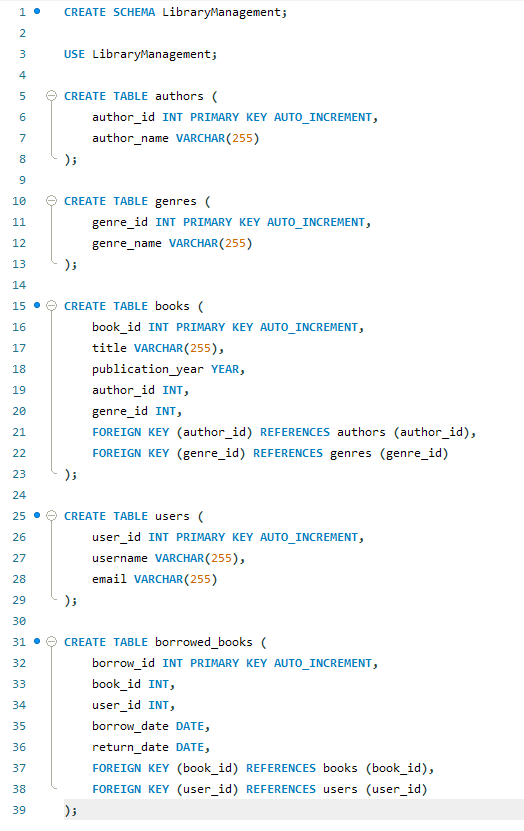 1 CREATE SCHEMA LibraryManagement;
2
3 USE LibraryManagement;
4
5 CREATE TABLE authors (
6 author_id INT PRIMARY KEY AUTO_INCREMENT,
7 author_name VARCHAR(255)
8 );
9
10 CREATE TABLE genres (
11 genre_id INT PRIMARY KEY AUTO_INCREMENT,
12 genre_name VARCHAR(255)
13 );
14
15 CREATE TABLE books (
16 book_id INT PRIMARY KEY AUTO_INCREMENT,
17 title VARCHAR(255),
18 publication_year YEAR,
19 author_id INT,
20 genre_id INT,
21 FOREIGN KEY (author_id) REFERENCES authors (author_id),
22 FOREIGN KEY (genre_id) REFERENCES genres (genre_id)
23 );
24
25 CREATE TABLE users (
26 user_id INT PRIMARY KEY AUTO_INCREMENT,
27 username VARCHAR(255),
28 email VARCHAR(255)
29 );
30
31 CREATE TABLE borrowed_books (
32 borrow_id INT PRIMARY KEY AUTO_INCREMENT,
33 book_id INT,
34 user_id INT,
35 borrow_date DATE,
36 return_date DATE,
37 FOREIGN KEY (book_id) REFERENCES books (book_id),
38 FOREIGN KEY (user_id) REFERENCES users (user_id)
39 );